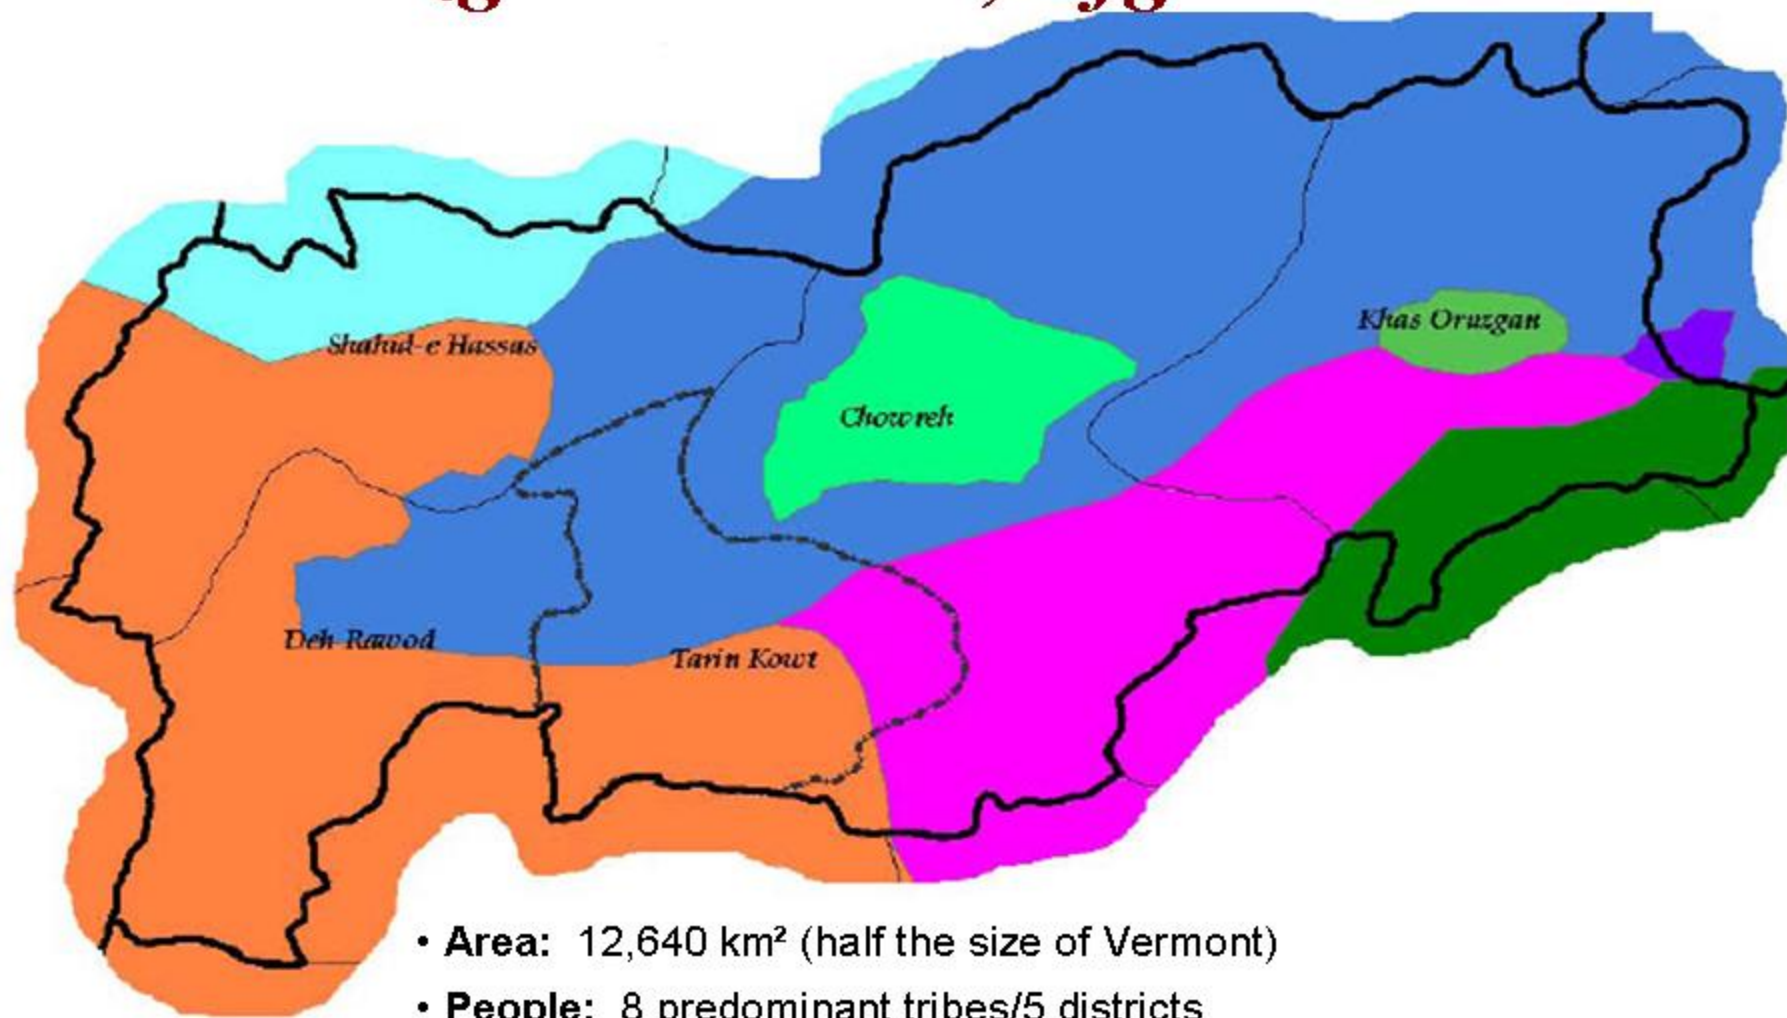 Shahid-e Hassas
Khas Oruzgan
Chowreh
Deh Rawod
Tarin Kowt
• Area: 12,640 km² (half the size of Vermont)
• People: 8 predominant tribes/5 districts